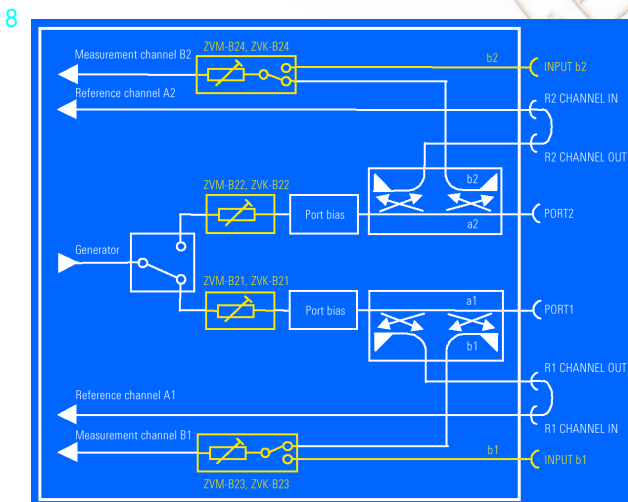 8
ZVM-B24, ZVK-B24
Measurement channel B2
b2
INPUT b2
Reference channel A2
R2 CHANNEL IN
R2 CHANNEL OUT
ZVM-B22, ZVK-B22
b2
Port bias
a2
PORT2
Generator
ZVM-B21, ZVK-B21
Port bias
a1
PORT1
b1
R1 CHANNEL OUT
Reference channel A1
R1 CHANNEL IN
Measurement channel B1
b1
INPUT b1
ZVM-B23, ZVK-B23